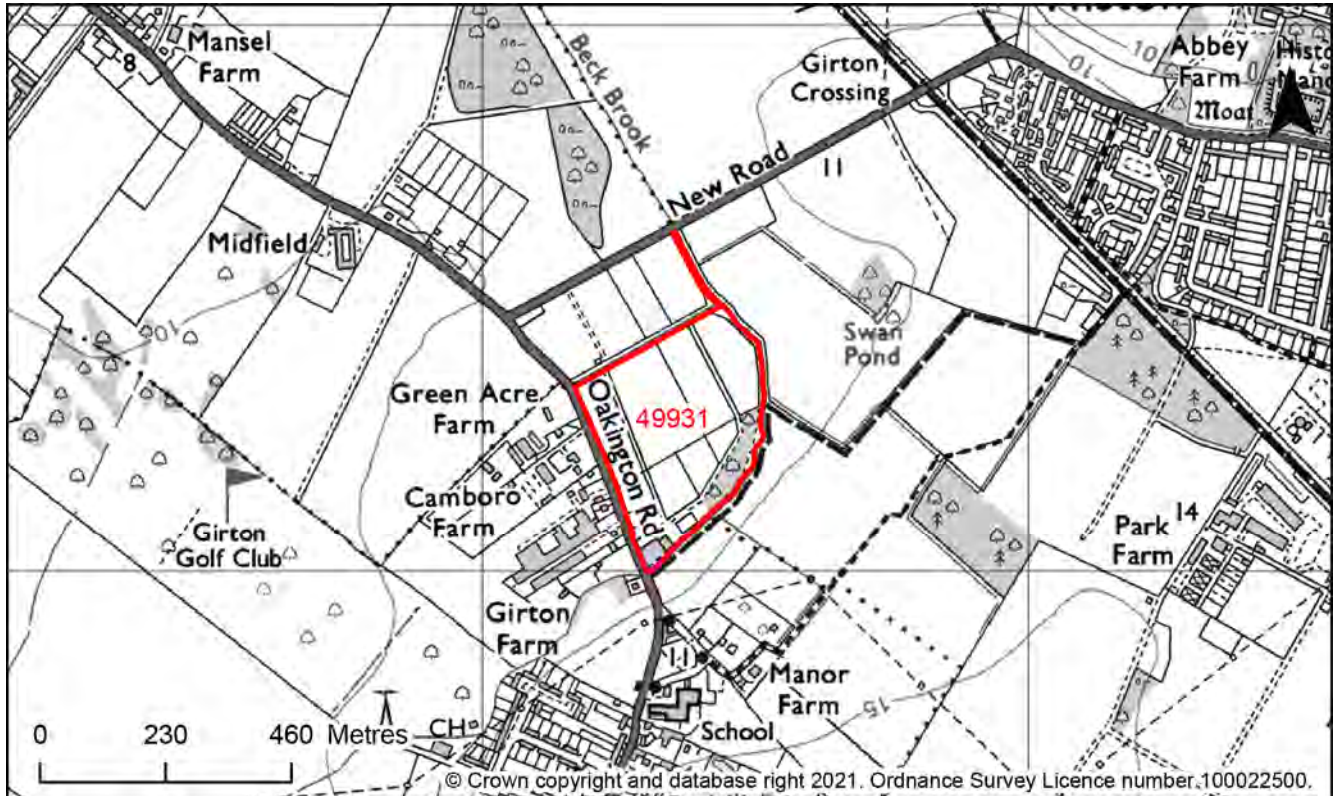 Mansel
Farm
8
Beck Brook
Girton
Crossing
10
10
Abbey
Farm
Moat
New Road
11
Midfield
10
Swan
Pond
Green Acre
Farm
Oakington Rd
49931
Camboro
Farm
Girton
Golf Club
Park
Farm
14
Girton
Farm
11
Manor
Farm
15
School
CH
0 230 460 Metres
© Crown copyright and database right 2021. Ordnance Survey Licence number 100022500.